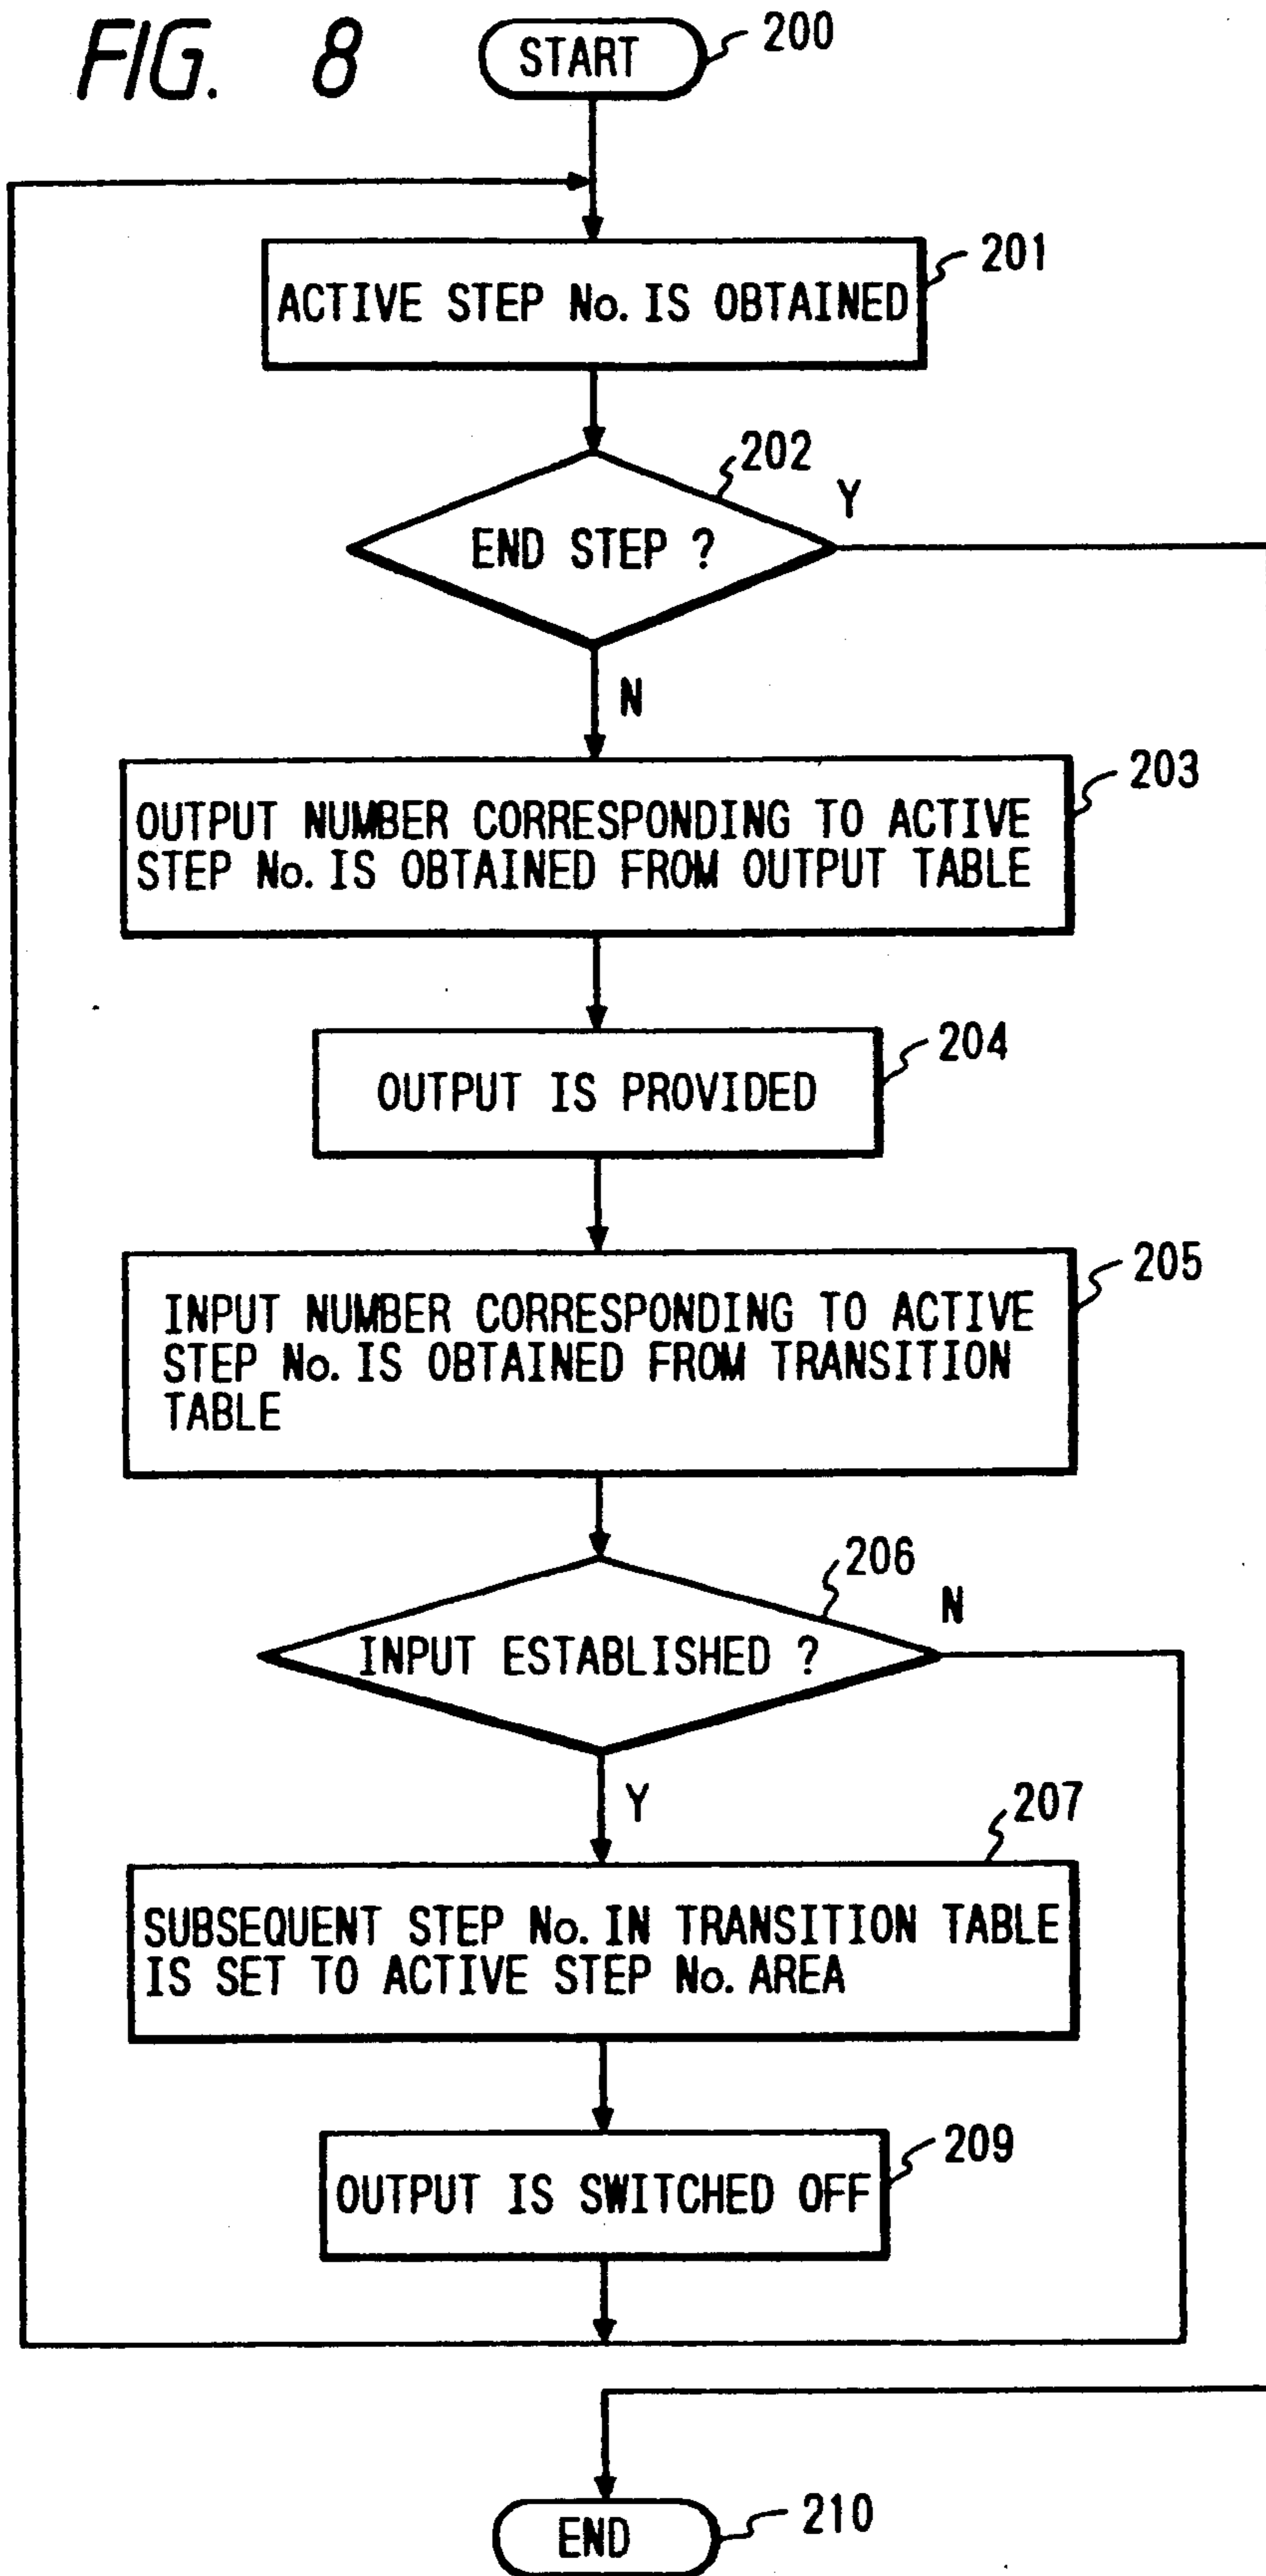 FIG. 8
START
200
ACTIVE STEP No. IS OBTAINED
201
END STEP ?
202
Y
N
OUTPUT NUMBER CORRESPONDING TO ACTIVE
STEP No. IS OBTAINED FROM OUTPUT TABLE
203
OUTPUT IS PROVIDED
204
INPUT NUMBER CORRESPONDING TO ACTIVE
STEP No. IS OBTAINED FROM TRANSITION
TABLE
205
INPUT ESTABLISHED ?
206
N
Y
SUBSEQUENT STEP No. IN TRANSITION TABLE
IS SET TO ACTIVE STEP No. AREA
207
OUTPUT IS SWITCHED OFF
209
END
210